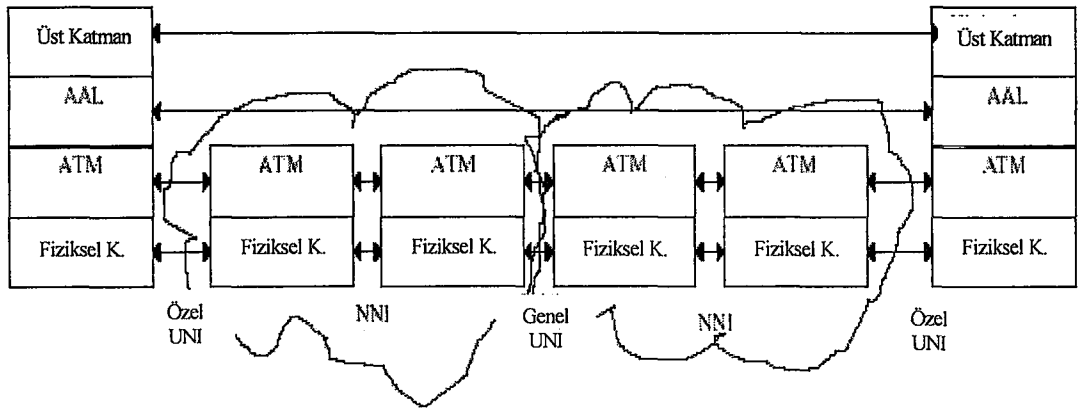 Üst Katman
Üst Katman
AAL
AAL
ATM
ATM
ATM
ATM
ATM
ATM
Fiziksel K.
Fiziksel K.
Fiziksel K.
Fiziksel K.
Fiziksel K.
Fiziksel K.
Özel
UNI
NNI
Genel
UNI
NNI
Özel
UNI